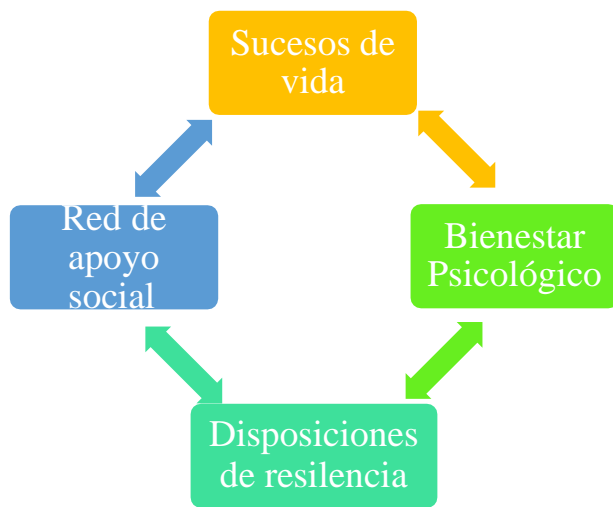 Sucesos de
vida
Red de
apoyo
social
Bienestar
Psicológico
Disposiciones
de resilencia